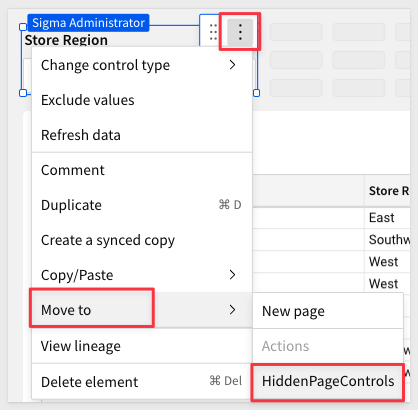 Sigma Administrator
Store Region
Change control type
Exclude values
Refresh data
Comment
Duplicate ⌘ D
Create a synced copy
Copy/Paste
Move to
View lineage
Delete element ⌘ Del
New page
Actions
HiddenPageControls
Store R
East
Southw
West
West